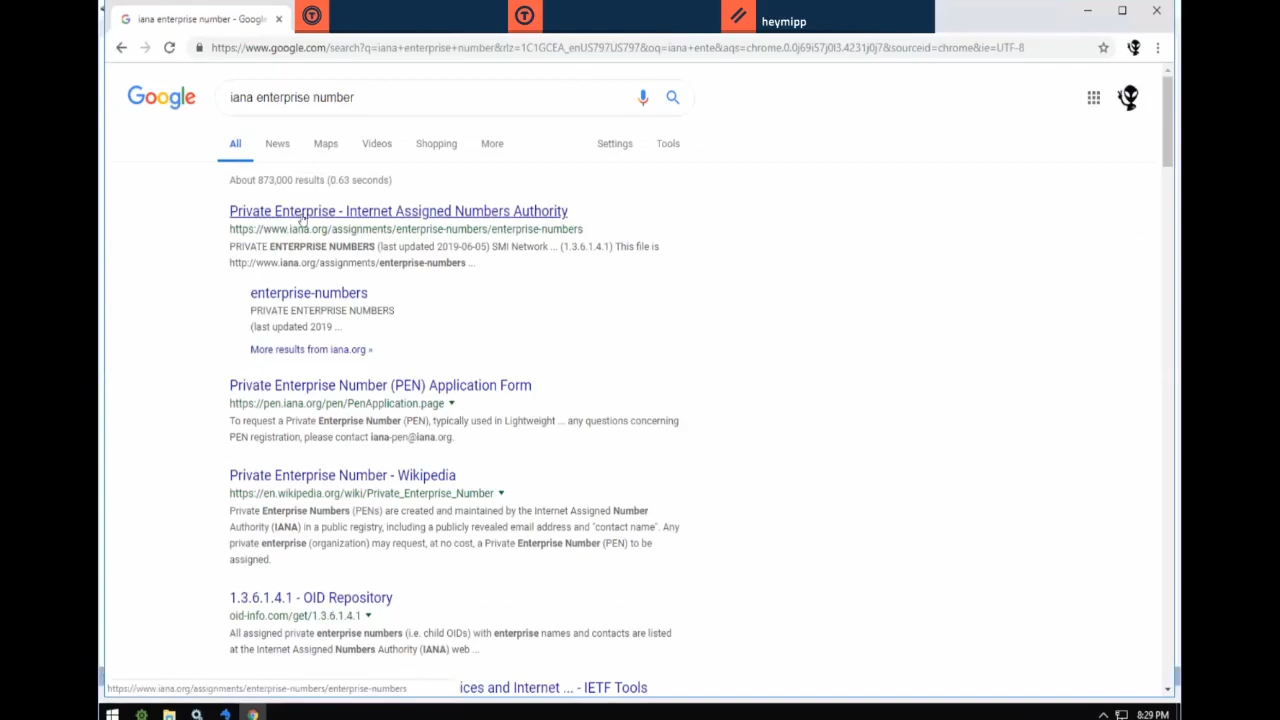 iana enterprise number - Google
heymipp
https://www.google.com/search?q=iana+enterprise+number&rlz=1C1GCEA_enUS797US797&oq=iana+ente&aqs=chrome.0.0j69i57j0l3.4231j0j7&sourceid=chrome&ie=UTF-8
Google
iana enterprise number
All News Maps Videos Shopping More Settings Tools
About 873,000 results (0.63 seconds)
Private Enterprise - Internet Assigned Numbers Authority
https://www.iana.org/assignments/enterprise-numbers/enterprise-numbers
PRIVATE ENTERPRISE NUMBERS (last updated 2019-06-05) SMI Network ... (1.3.6.1.4.1) This file is
http://www.iana.org/assignments/enterprise-numbers ...
enterprise-numbers
PRIVATE ENTERPRISE NUMBERS
(last updated 2019 ...
More results from iana.org »
Private Enterprise Number (PEN) Application Form
https://pen.iana.org/pen/PenApplication.page
To request a Private Enterprise Number (PEN), typically used in Lightweight ... any questions concerning
PEN registration, please contact iana-pen@iana.org.
Private Enterprise Number - Wikipedia
https://en.wikipedia.org/wiki/Private_Enterprise_Number
Private Enterprise Numbers (PENs) are created and maintained by the Internet Assigned Number
Authority (IANA) in a public registry, including a publicly revealed email address and "contact name". Any
private enterprise (organization) may request, at no cost, a Private Enterprise Number (PEN) to be
assigned.
1.3.6.1.4.1 - OID Repository
oid-info.com/get/1.3.6.1.4.1
All assigned private enterprise numbers (i.e. child OIDs) with enterprise names and contacts are listed
at the Internet Assigned Numbers Authority (IANA) web ...
ices and Internet ... - IETF Tools
https://www.iana.org/assignments/enterprise-numbers/enterprise-numbers
8:29 PM